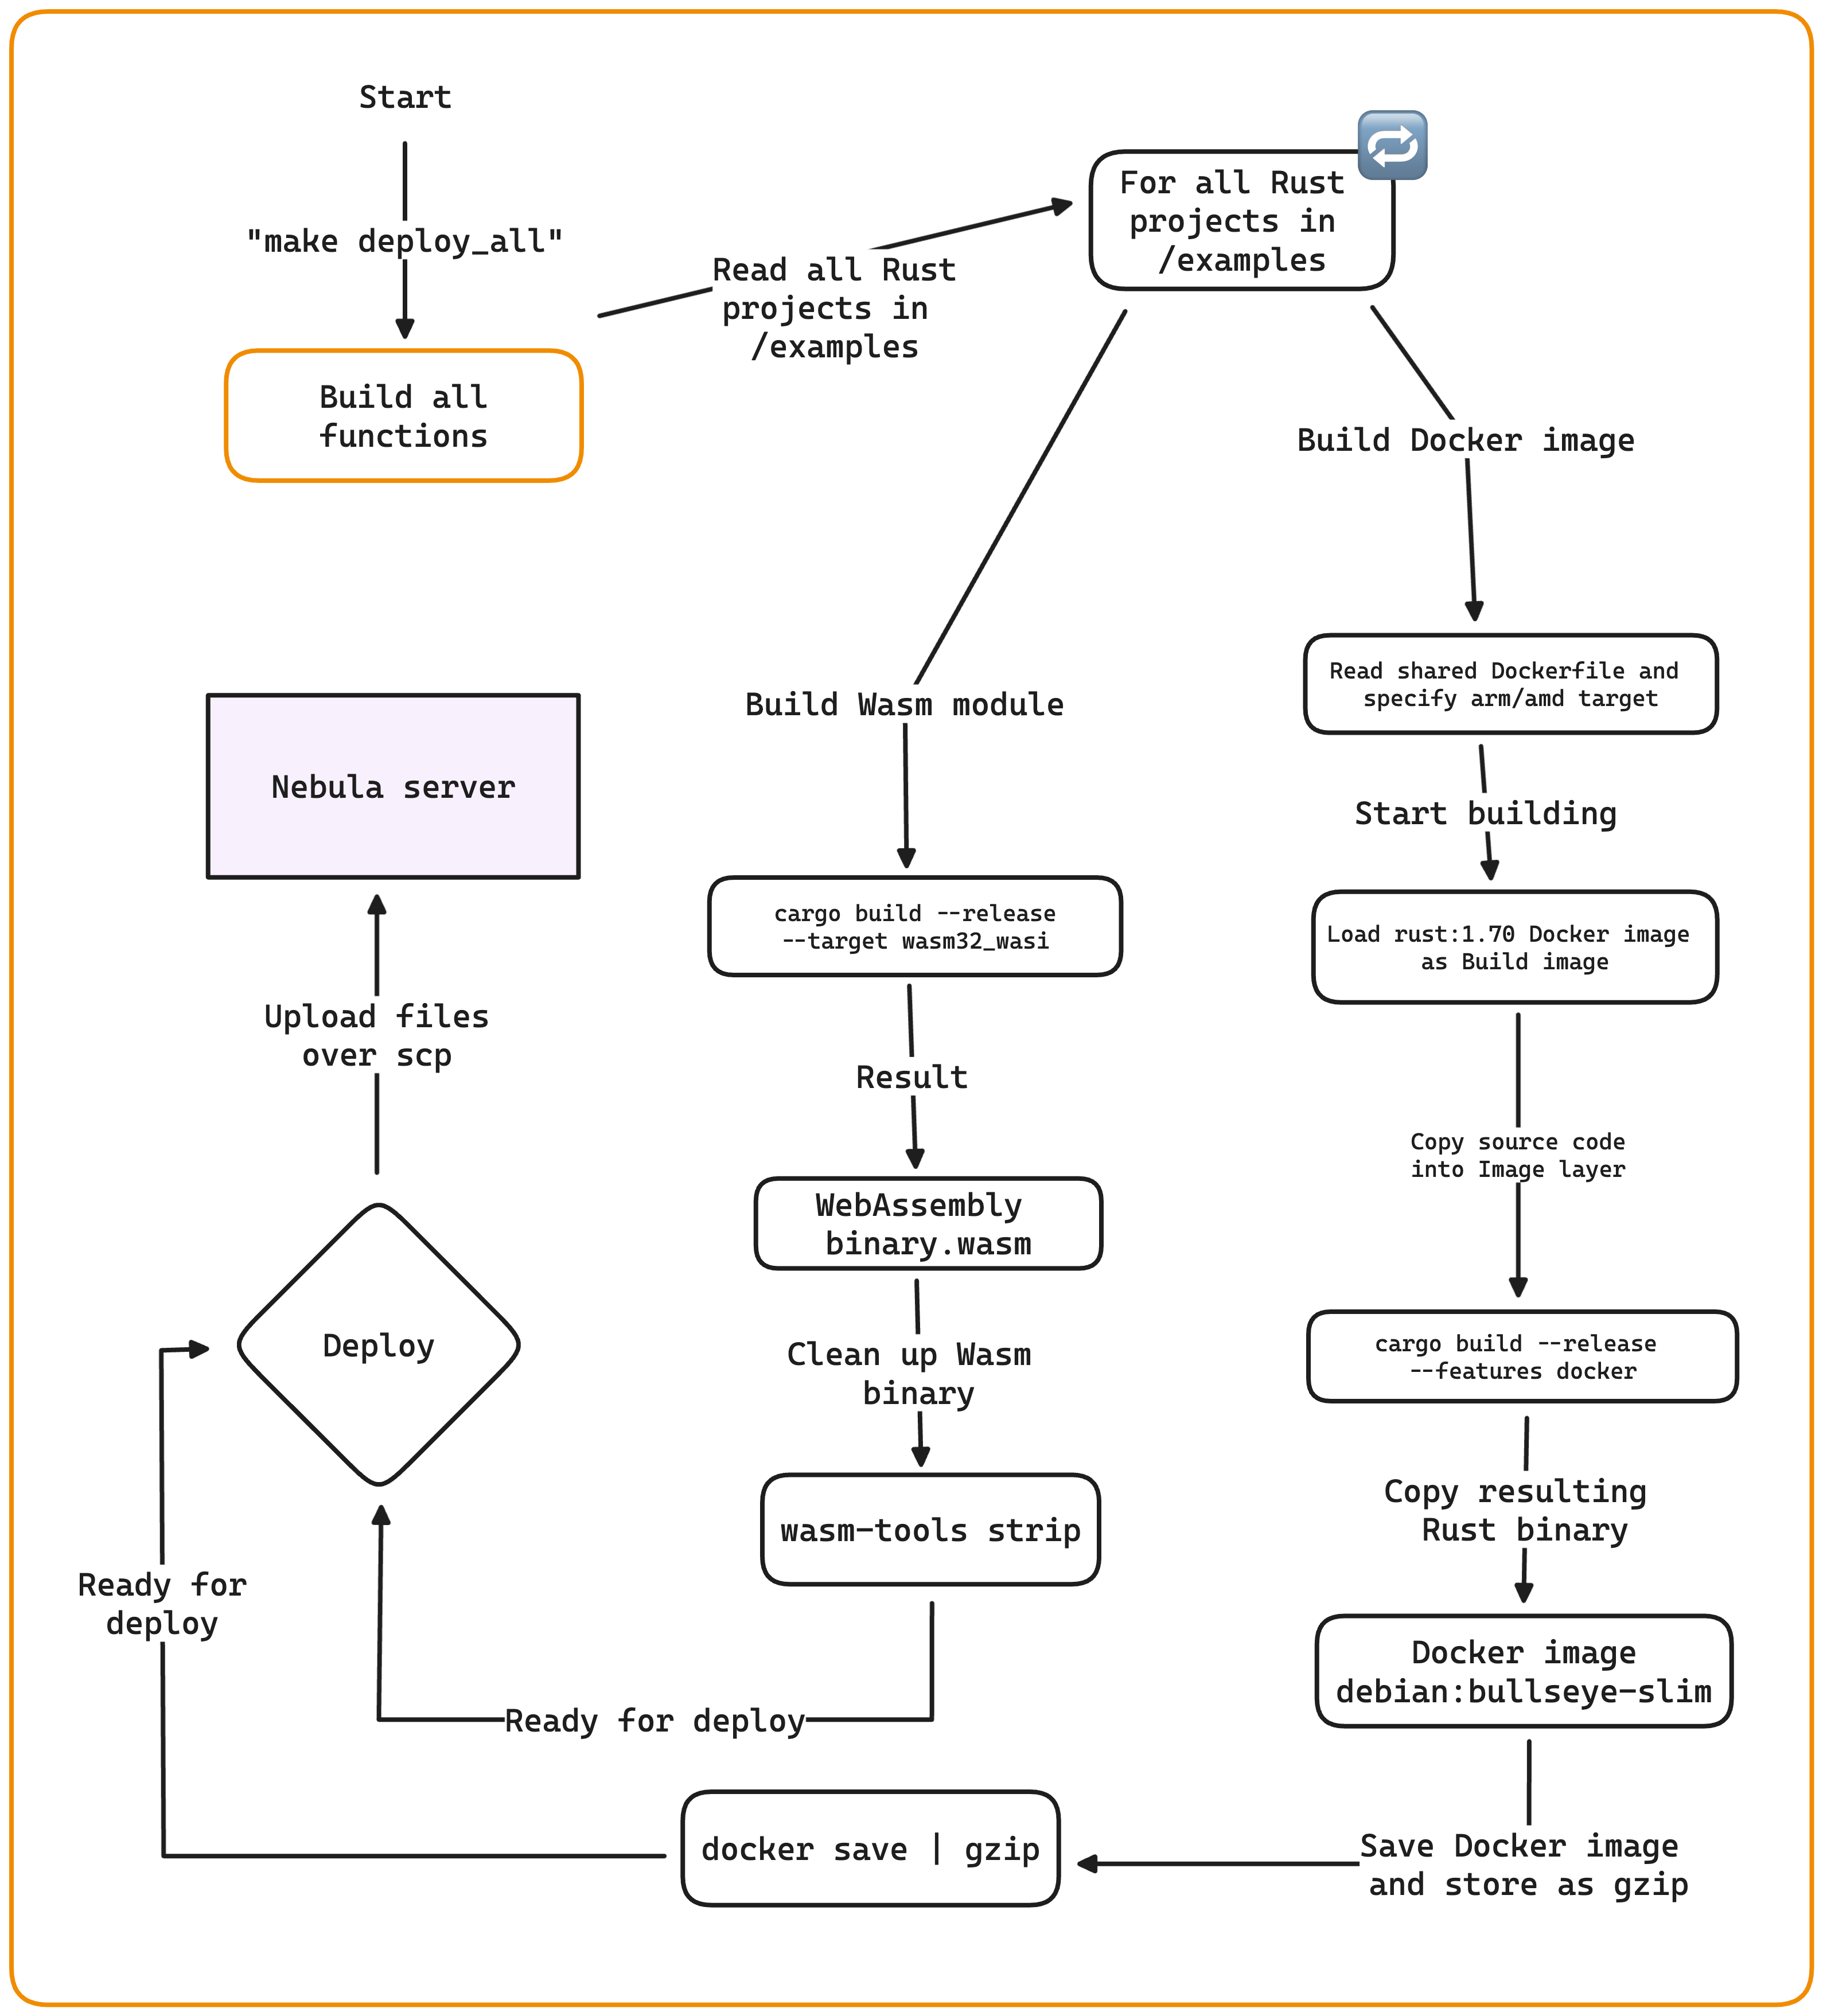 Start
"make deploy_all"
Build all
functions
Read all Rust
projects in
/examples
For all Rust
projects in
/examples
Build Docker image
Read shared Dockerfile and
specify arm/amd target
Start building
Load rust:1.70 Docker image
as Build image
Copy source code
into Image layer
cargo build --release
--features docker
Copy resulting
Rust binary
Docker image
debian:bullseye-slim
Save Docker image
and store as gzip
docker save | gzip
Ready for
deploy
Build Wasm module
cargo build --release
--target wasm32_wasi
Result
WebAssembly
binary.wasm
Clean up Wasm
binary
wasm-tools strip
Ready for deploy
Deploy
Upload files
over scp
Nebula server